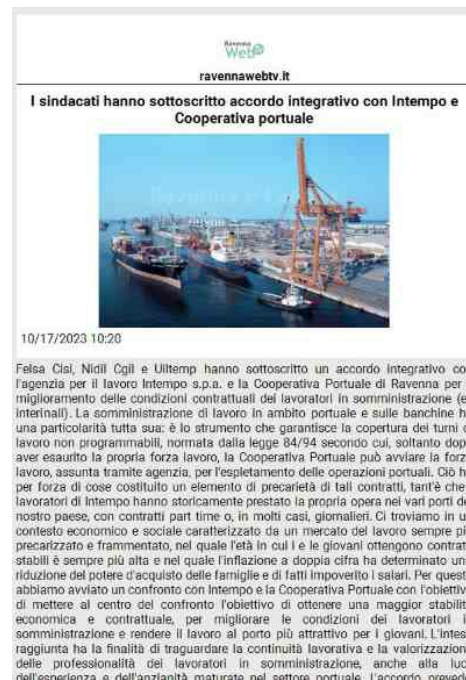 Ravenna
Web
ravennawebtv.it
I sindacati hanno sottoscritto accordo integrativo con Intempo e
Cooperativa portuale
10/17/2023 10:20
Felsa Cisl, Nidil Cgil e Uiltemp hanno sottoscritto un accordo integrativo co
l'agenzia per il lavoro Intempo s.p.a. e la Cooperativa Portuale di Ravenna per
miglioramento delle condizioni contrattuali dei lavoratori in somministrazione (e
interinali). La somministrazione di lavoro in ambito portuale e sulle banchine h
una particolarità tutta sua: è lo strumento che garantisce la copertura dei turni d
lavoro non programmabili, normata dalla legge 84/94 secondo cui, soltanto dop
aver esaurito la propria forza lavoro, la Cooperativa Portuale può avviare la forz
lavoro, assunta tramite agenzia, per l'espletamento delle operazioni portuali. Ciò h
per forza di cose costituito un elemento di precarietà di tali contratti, tant'è che
lavoratori di Intempo hanno storicamente prestato la propria opera nei vari porti de
nostro paese, con contratti part time o, in molti casi, giornalieri. Ci troviamo in u
contesto economico e sociale caratterizzato da un mercato del lavoro sempre pi
precarizzato e frammentato, nel quale l'età in cui i e le giovani ottengono contrat
stabili è sempre più alta e nel quale l'inflazione a doppia cifra ha determinato un
riduzione del potere d'acquisto delle famiglie e di fatti impoverito i salari. Per quest
abbiamo avviato un confronto con Intempo e la Cooperativa Portuale con l'obiettiv
di mettere al centro del confronto l'obiettivo di ottenere una maggior stabilit
economica e contrattuale, per migliorare le condizioni dei lavoratori i
somministrazione e rendere il lavoro al porto più attrattivo per i giovani. L'intes
raggiunta ha la finalità di traguardare la continuità lavorativa e la valorizzazion
delle professionalità dei lavoratori in somministrazione, anche alla luc
dell'esperienza e dell'anzianità maturate nel settore portuale. L'accordo prevede